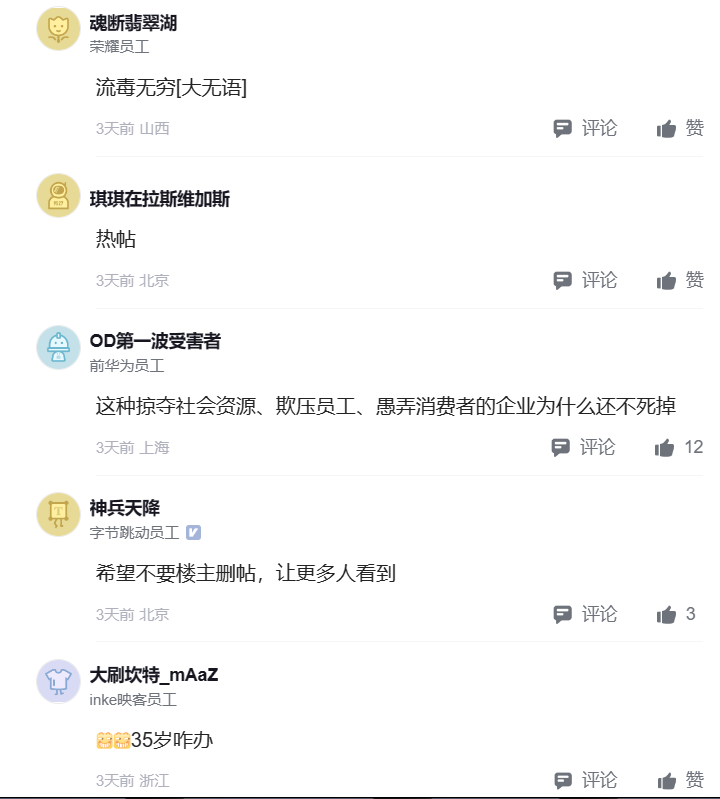 魂断翡翠湖
荣耀员工
流毒无穷[大无语]
3天前 山西 评论 赞
琪琪在拉斯维加斯
热帖
3天前 北京 评论 赞
OD第一波受害者
前华为员工
这种掠夺社会资源、欺压员工、愚弄消费者的企业为什么还不死掉
3天前 上海 评论 12
神兵天降
字节跳动员工
希望不要楼主删帖，让更多人看到
3天前 北京 评论 3
大刷坎特_mAaZ
inke映客员工
35岁咋办
3天前 浙江 评论 赞